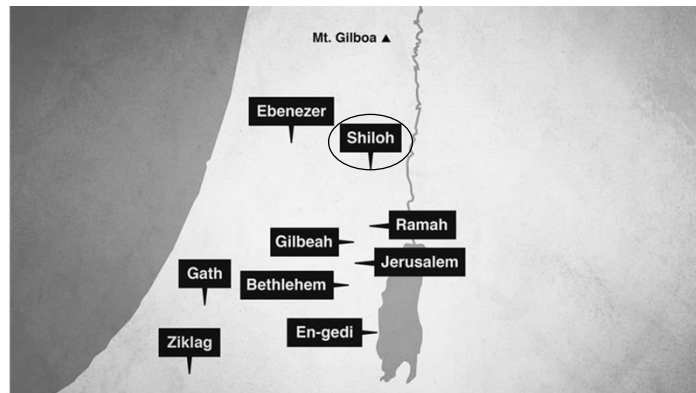 Mt. Gilboa
Ebenezer
Shiloh
Ramah
Gilbeah
Jerusalem
Gath
Bethlehem
En-gedi
Ziklag